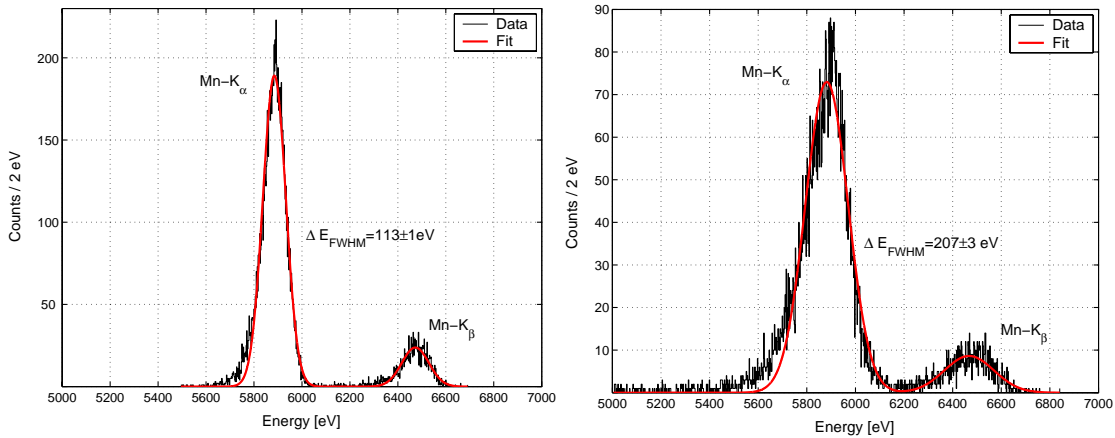 Data
Fit
200
150
100
50
Counts / 2 eV
Mn−Kα
Δ E_FWHM=113±1eV
Mn−Kβ
5000 5200 5400 5600 5800 6000 6200 6400 6600 6800 7000
Energy [eV]
Data
Fit
90
80
70
60
50
40
30
20
10
0
Counts / 2 eV
Mn−Kα
Δ E_FWHM=207±3 eV
Mn−Kβ
5000 5200 5400 5600 5800 6000 6200 6400 6600 6800 7000
Energy [eV]